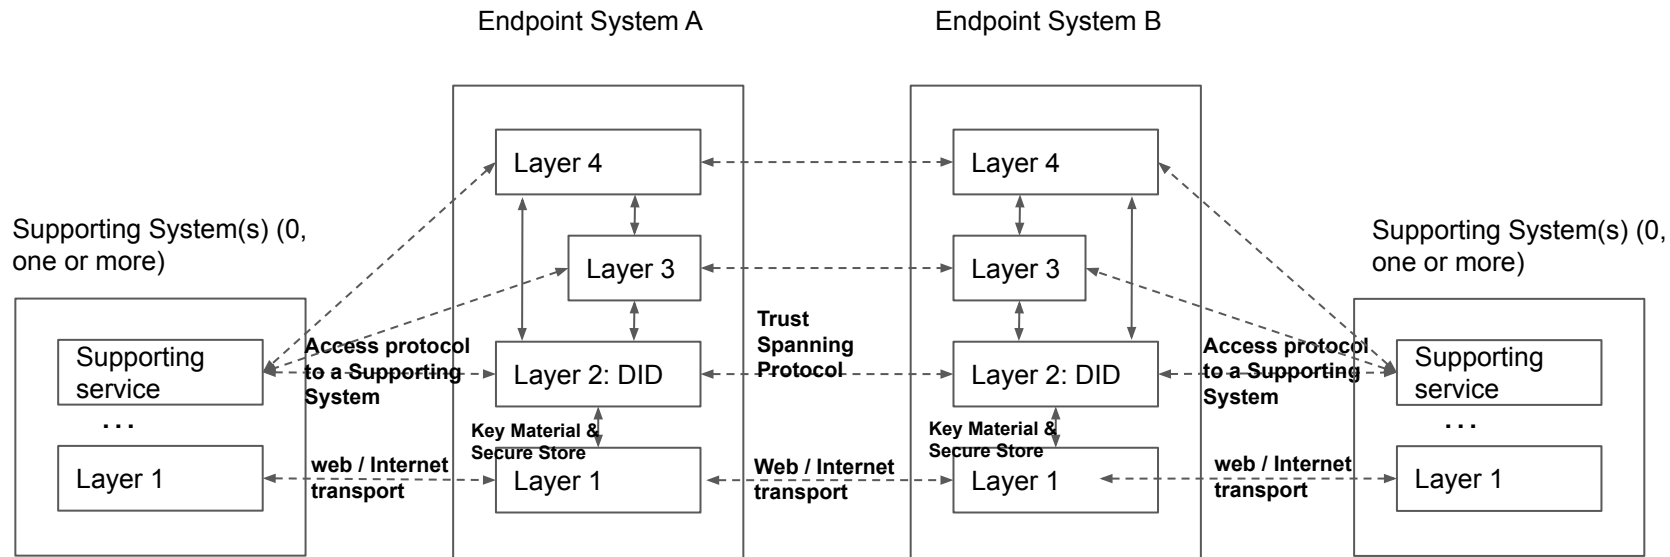 Endpoint System A
Endpoint System B
Layer 4
Layer 4
Supporting System(s) (0,
one or more)
Supporting System(s) (0,
one or more)
Layer 3
Layer 3
Trust
Spanning
Protocol
Access protocol
to a Supporting
System
Access protocol
to a Supporting
System
Supporting
service
Layer 2: DID
Layer 2: DID
Supporting
service
...
...
Key Material &
Secure Store
Key Material &
Secure Store
Layer 1
web / Internet
transport
Layer 1
Web / Internet
transport
Layer 1
web / Internet
transport
Layer 1